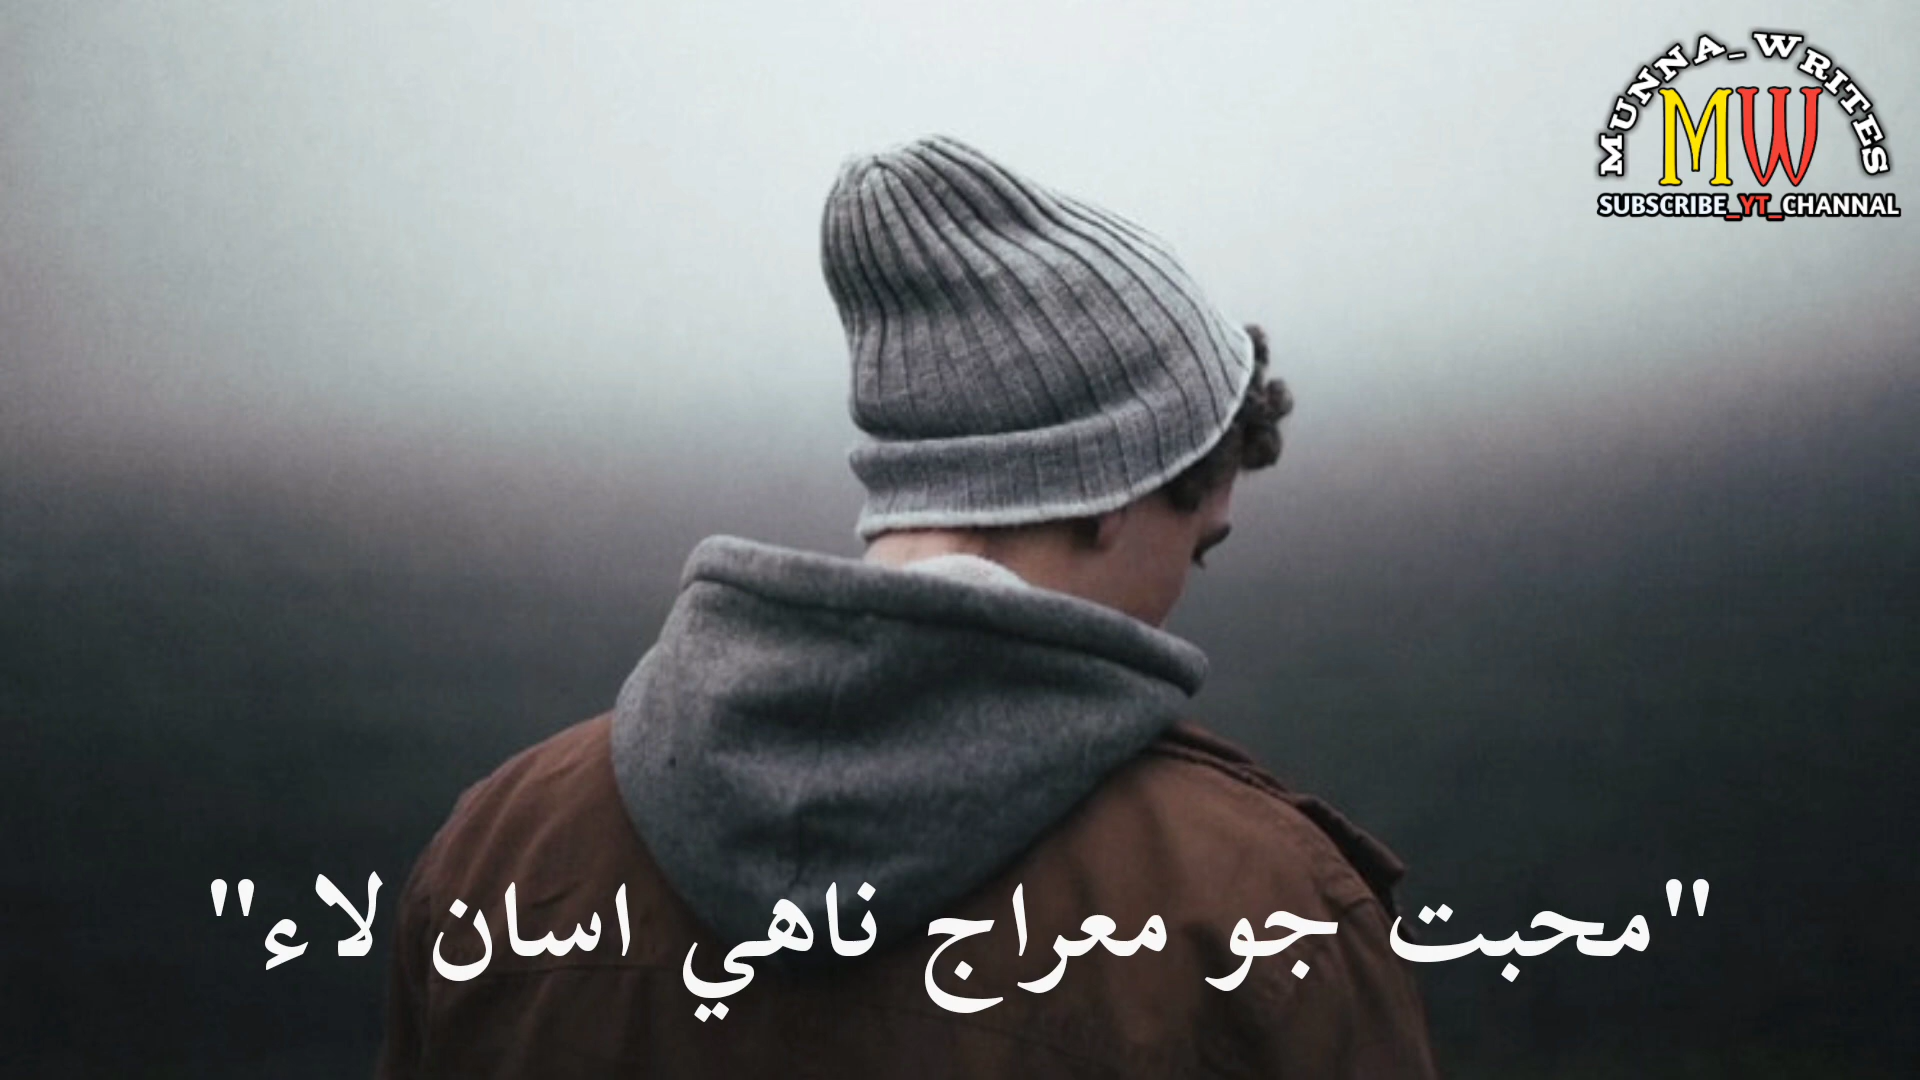 MUNNA_WRITES
MW
SUBSCRIBE_YT_CHANNAL
"محبت جو معراج ناهي اسان لاءِ"